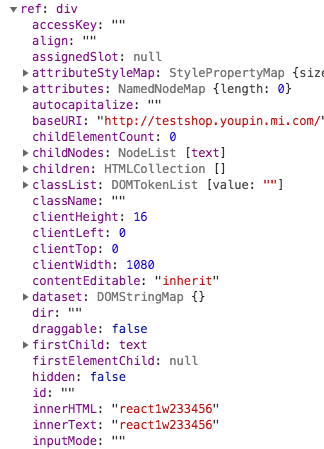 ref: div
accessKey: ""
align: ""
assignedSlot: null
attributeStyleMap: StylePropertyMap {size
attributes: NamedNodeMap {length: 0}
autocapitalize: ""
baseURI: "http://testshop.youpin.mi.com/"
childElementCount: 0
childNodes: NodeList [text]
children: HTMLCollection []
classList: DOMTokenList [value: ""]
className: ""
clientHeight: 16
clientLeft: 0
clientTop: 0
clientWidth: 1080
contentEditable: "inherit"
dataset: DOMStringMap {}
dir: ""
draggable: false
firstChild: text
firstElementChild: null
hidden: false
id: ""
innerHTML: "react1w233456"
innerText: "react1w233456"
inputMode: ""